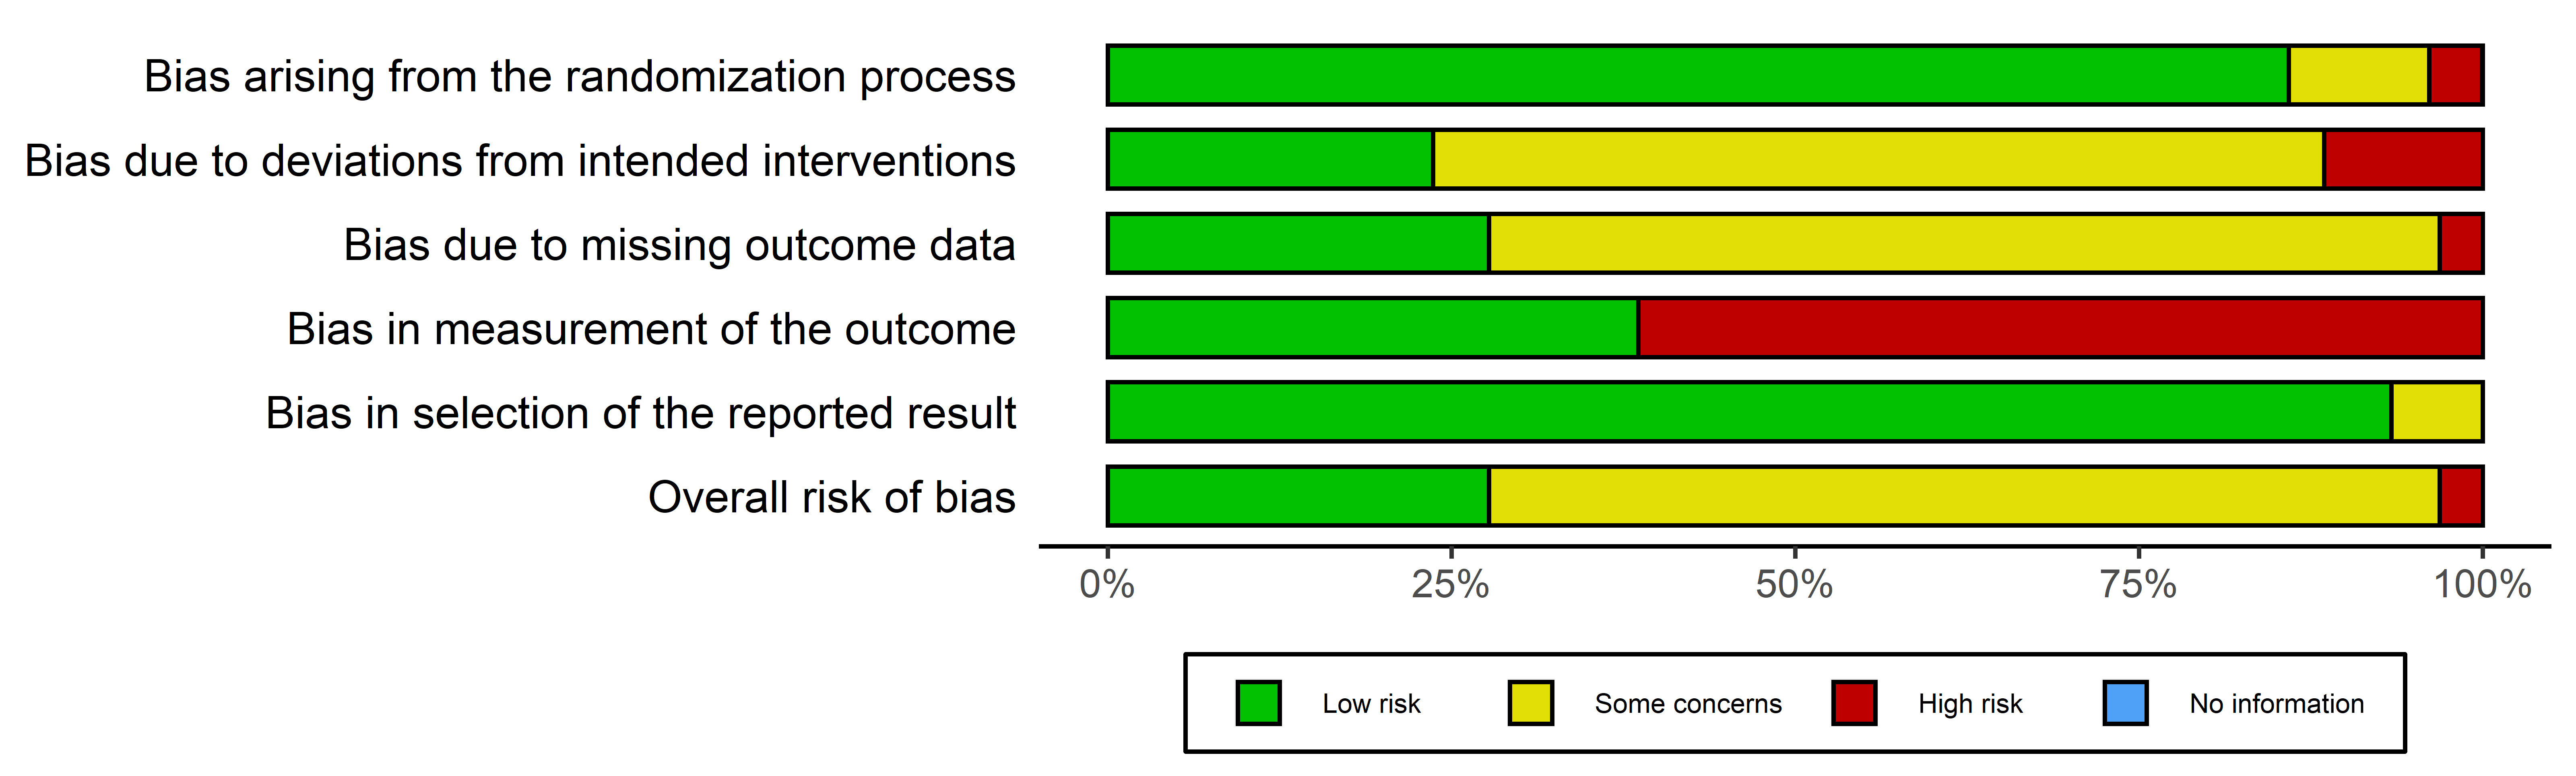 Bias arising from the randomization process
Bias due to deviations from intended interventions
Bias due to missing outcome data
Bias in measurement of the outcome
Bias in selection of the reported result
Overall risk of bias
0% 25% 50% 75% 100%
Low risk Some concerns High risk No information